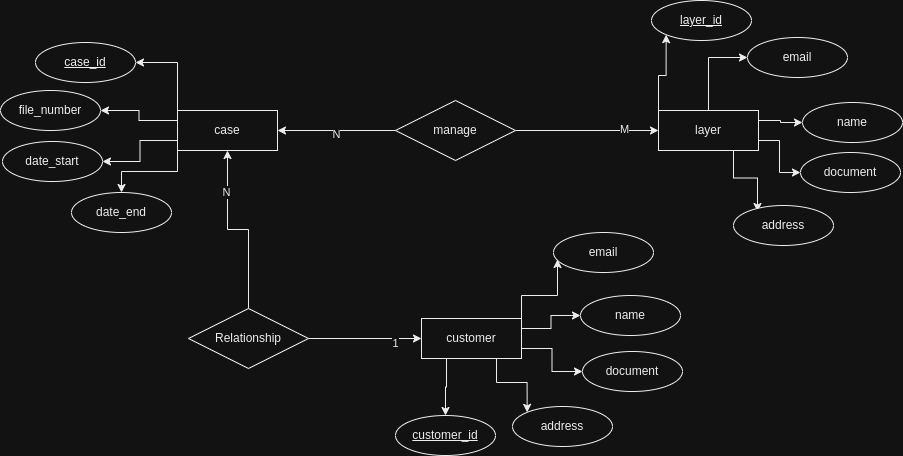 layer_id
case_id
email
file_number
case
N
manage
M
layer
name
date_start
document
N
date_end
address
email
name
Relationship
1
customer
document
customer_id
address